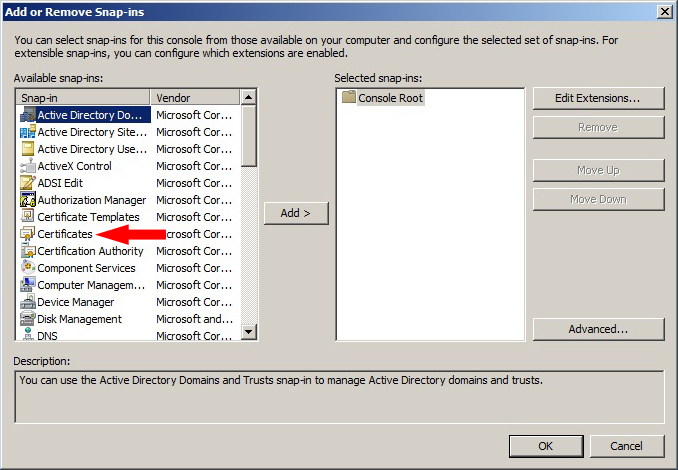 Add or Remove Snap-ins
You can select snap-ins for this console from those available on your computer and configure the selected set of snap-ins. For
extensible snap-ins, you can configure which extensions are enabled.
Available snap-ins:
Selected snap-ins:
Snap-in Vendor
Active Directory Do... Microsoft Cor...
Active Directory Site... Microsoft Cor...
Active Directory Use... Microsoft Cor...
ActiveX Control Microsoft Cor...
ADSI Edit Microsoft Cor...
Authorization Manager Microsoft Cor...
Certificate Templates Microsoft Cor...
Certificates Cor...
Certification Authority Microsoft Cor...
Component Services Microsoft Cor...
Computer Managem... Microsoft Cor...
Device Manager Microsoft Cor...
Disk Management Microsoft and...
DNS Microsoft Cor...
Add >
Console Root
Edit Extensions...
Remove
Move Up
Move Down
Advanced...
Description:
You can use the Active Directory Domains and Trusts snap-in to manage Active Directory domains and trusts.
OK
Cancel